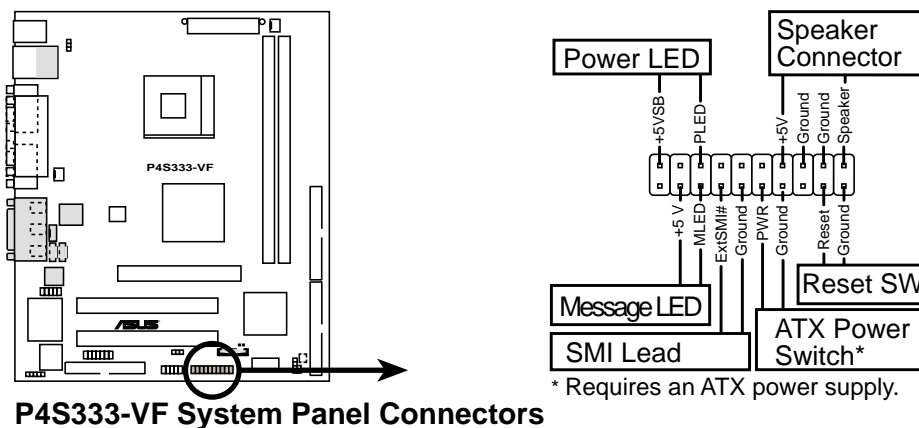 P4S333-VF
ASUS
Power LED
Speaker
Connector
+5VSB
PLED
+5V
Ground
Ground
Speaker
+5 V
MLED
ExtSMI#
Ground
PWR
Ground
Reset
Ground
Message LED
SMI Lead
ATX Power
Switch*
Reset SW
* Requires an ATX power supply.
P4S333-VF System Panel Connectors